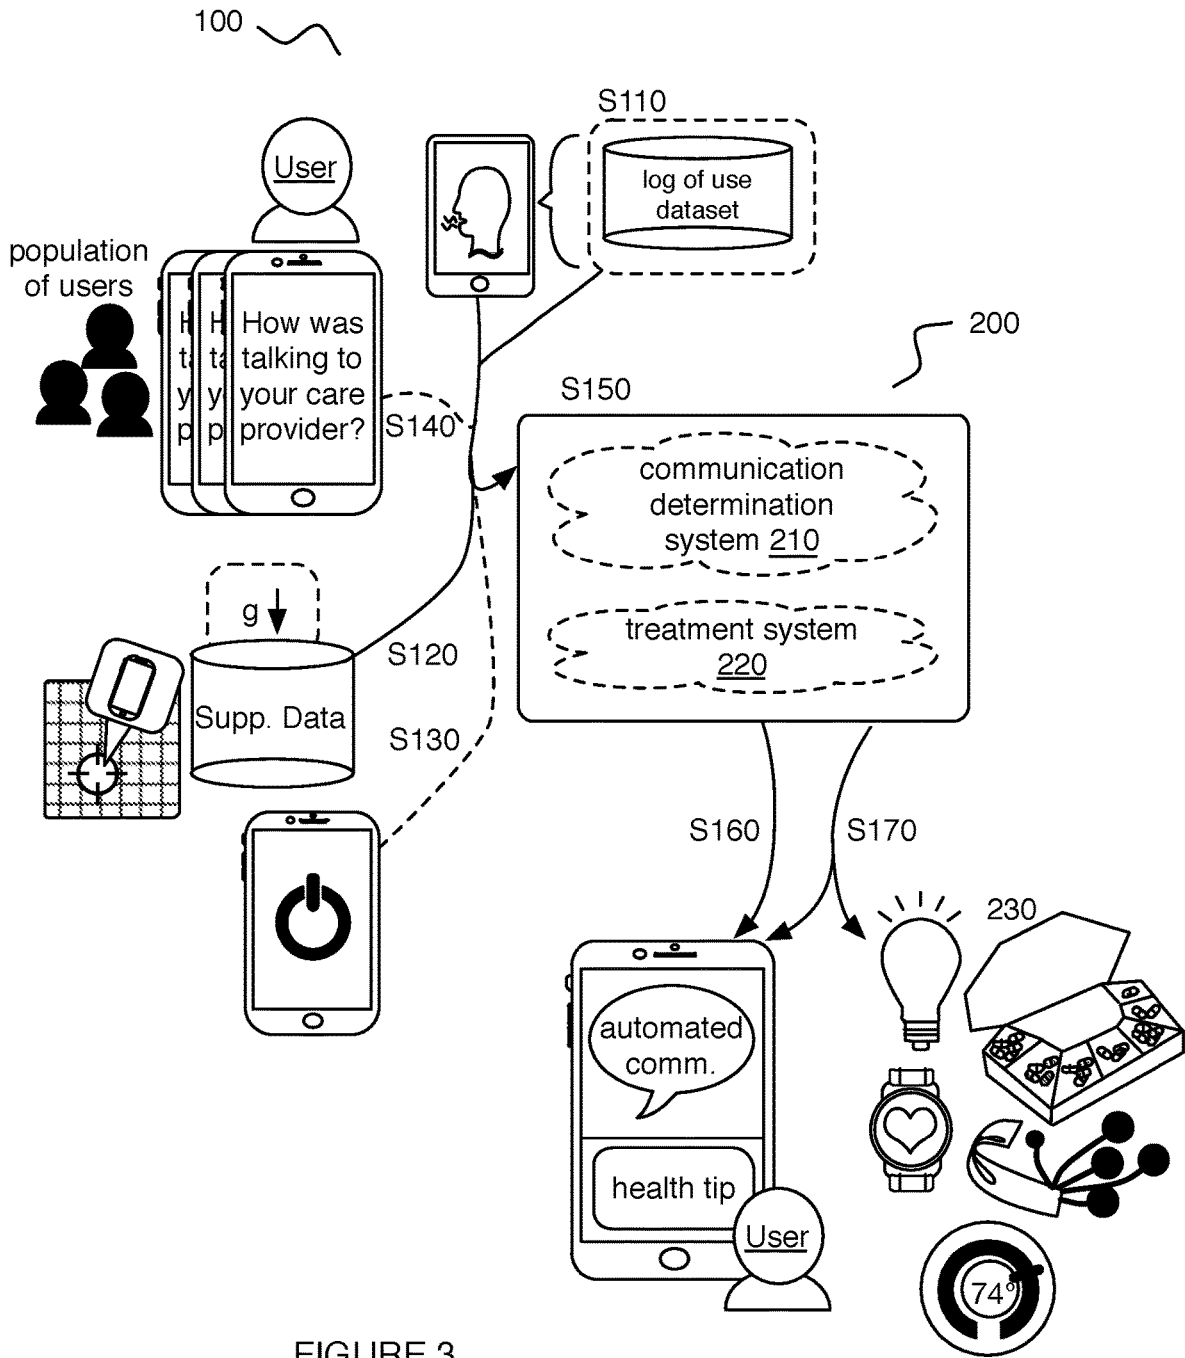 100
S110
User
log of use
dataset
population
of users
How was
talking to
your care
provider?
H
ta
y
p
H
ta
y
p
200
S140
S150
communication
determination
system 210
treatment system
220
g
S120
Supp. Data
S130
S160
S170
230
automated
comm.
health tip
User
74°
FIGURE 3